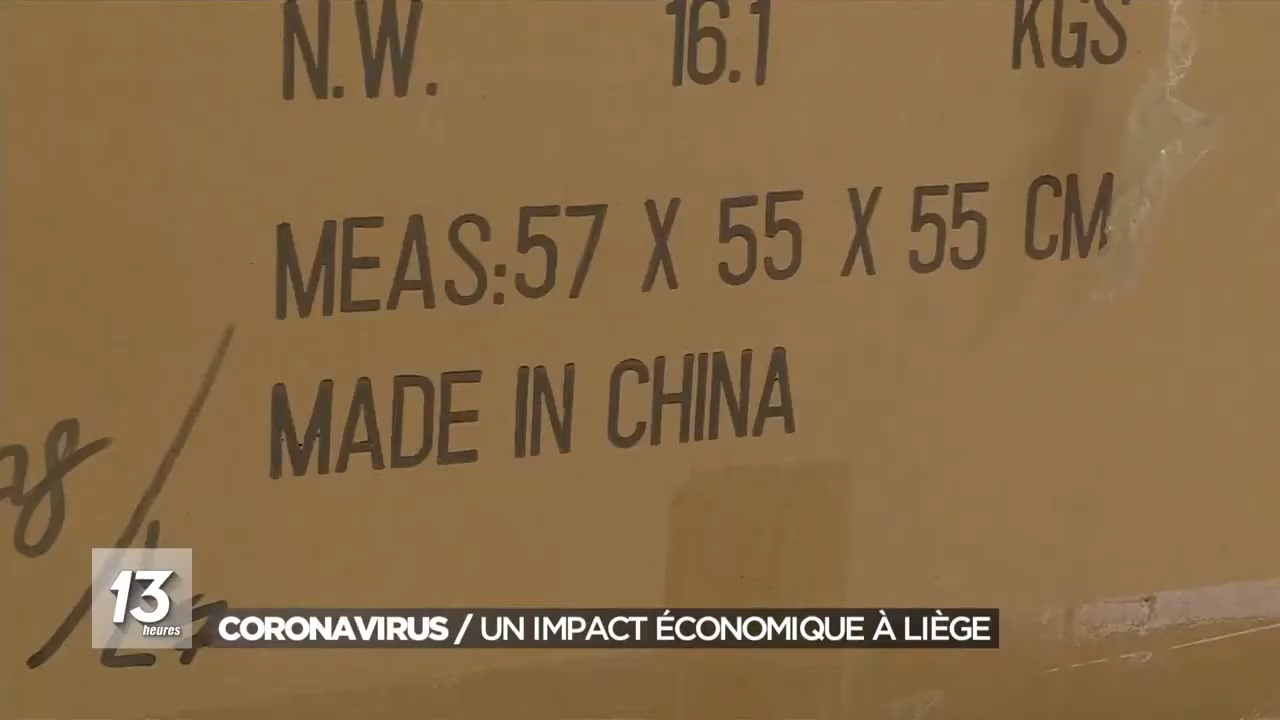 N.W. 16.1 KGS
MEAS:57 X 55 X 55 CM
MADE IN CHINA
13
heures
CORONAVIRUS / UN IMPACT ÉCONOMIQUE À LIÈGE